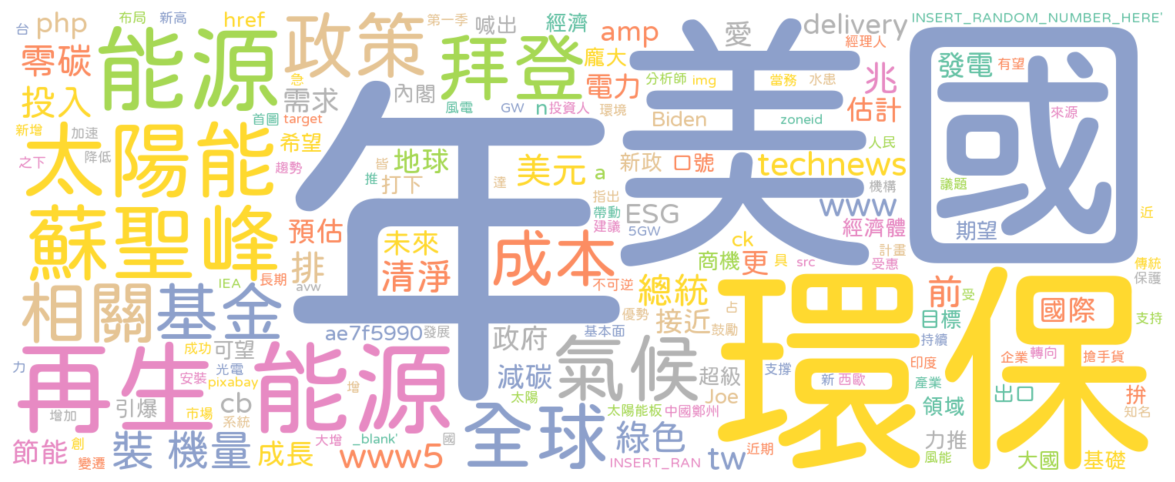 台 布局 新高 href 第一季 喊出 經濟 amp 愛 delivery INSERT_RANDOM_NUMBER_HERE'
php 能源 政策 拜登 龐大 經理人
零碳 電力 分析師 img 當務 水患 兆 發電 有望
投入 需求 內閣 風電 GW n 投資人 估計 來源
新增 加速 首圖 target 環境 Biden zoneid 國
之下 降低 希望 年 美 人民
太陽能 趨勢 地球 皆 推 打下 美元 a 新政 口號 technews 議題
達 指出 機構
蘇聖峰 帶動 ESG www 近
預估 未來 成本 建議 5GW 經濟體 期望
排 清淨 ck 商機 更 具 src 計畫 受惠 傳統
IEA 長期 不可逆 保護
相關 基金 avw 優勢 總統 占 前 受 國際 支持
ae7f5990 發展 政府 基本面 接近 鼓勵 環保 目標
力 成功 可望 持續
再生能源 光電 減碳 氣候 超級 支撐 新 西歐 印度 企業 轉向 搶手貨
安裝 pixabay 產業
增加 引爆 cb 增 太陽 Joe 領域 出口 拚 知名
市場 系統 太陽能板 中國鄭州
節能 創 裝 機量 成長 大增 _blank' 國 全球 綠色 力推
變遷 www5 INSERT_RAN tw 近期 風能 大國 基礎